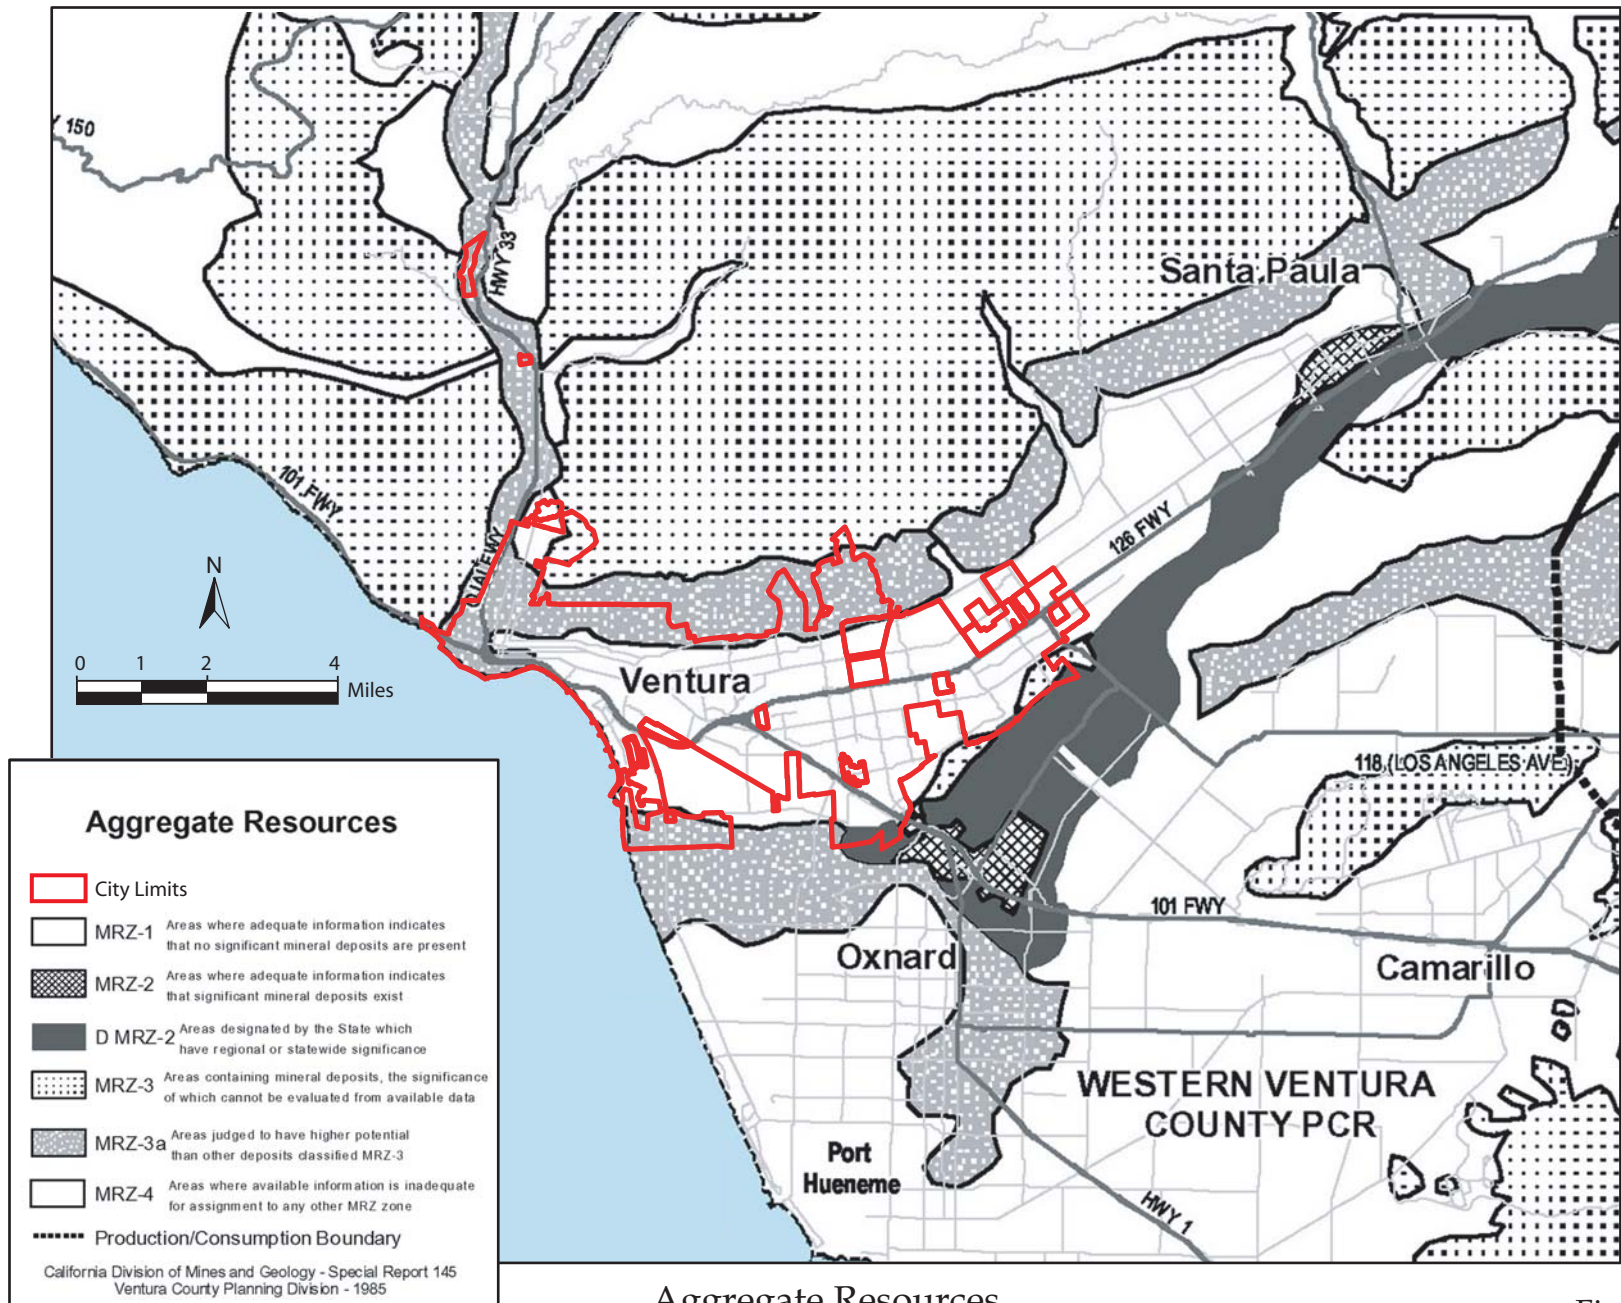 Y 150
HWY 33
Santa Paula
101 FWY
126 FWY
OJAI FWY
N
0 1 2 4
Miles
Ventura
118 (LOS ANGELES AVE)
101 FWY
Oxnard
Camarillo
WESTERN VENTURA
COUNTY PCR
Port
Hueneme
HWY 1
Aggregate Resources
City Limits
MRZ-1 Areas where adequate information indicates
that no significant mineral deposits are present
MRZ-2 Areas where adequate information indicates
that significant mineral deposits exist
D MRZ-2 Areas designated by the State which
have regional or statewide significance
MRZ-3 Areas containing mineral deposits, the significance
of which cannot be evaluated from available data
MRZ-3a Areas judged to have higher potential
than other deposits classified MRZ-3
MRZ-4 Areas where available information is inadequate
for assignment to any other MRZ zone
Production/Consumption Boundary
California Division of Mines and Geology - Special Report 145
Ventura County Planning Division - 1985
Aggregate Resources